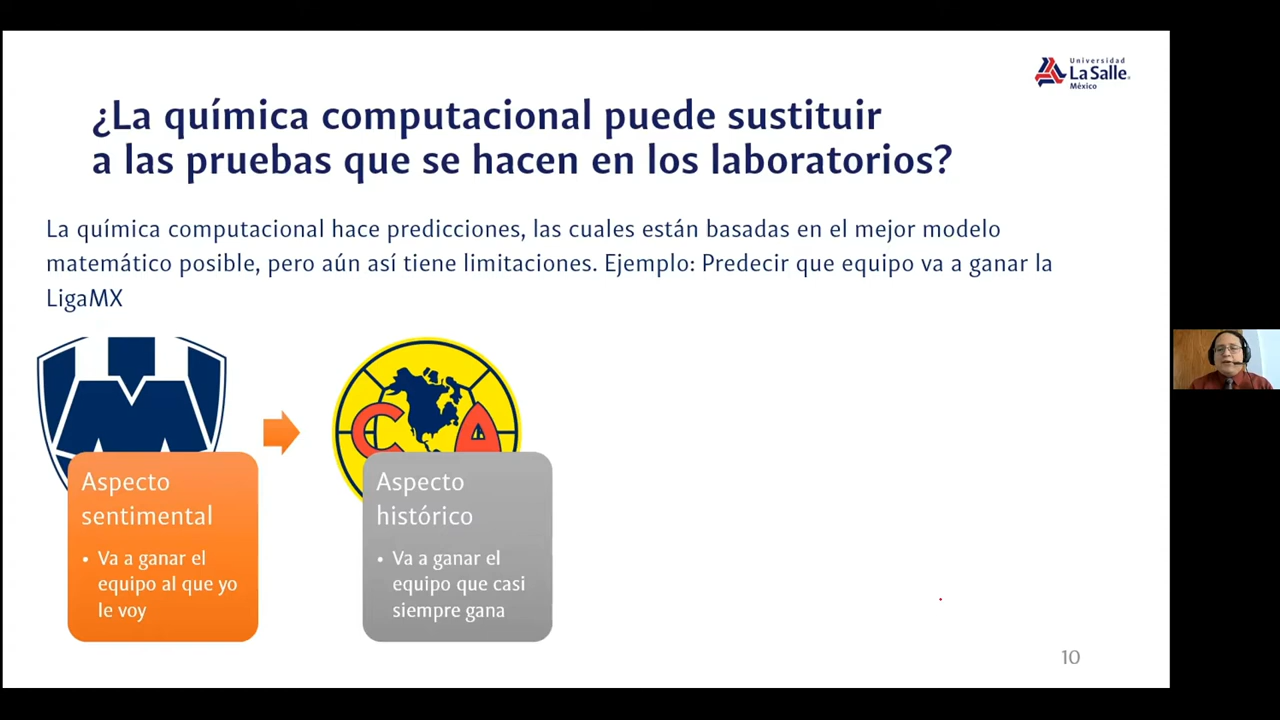 Universidad
La Salle
México
¿La química computacional puede sustituir
a las pruebas que se hacen en los laboratorios?
La química computacional hace predicciones, las cuales están basadas en el mejor modelo
matemático posible, pero aún así tiene limitaciones. Ejemplo: Predecir que equipo va a ganar la
LigaMX
M
C A
Aspecto
sentimental
• Va a ganar el
equipo al que yo
le voy
Aspecto
histórico
• Va a ganar el
equipo que casi
siempre gana
10